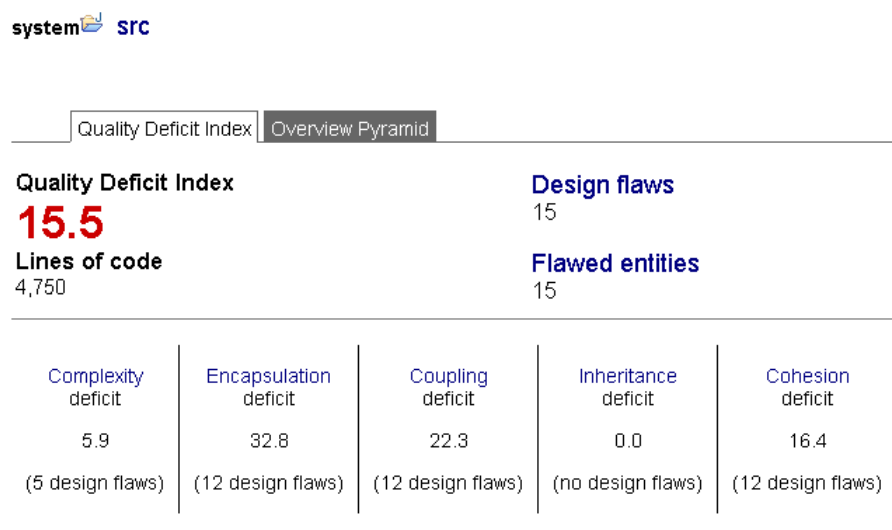 system src
Quality Deficit Index Overview Pyramid
Quality Deficit Index
15.5
Lines of code
4,750
Design flaws
15
Flawed entities
15
Complexity
deficit
5.9
(5 design flaws)
Encapsulation
deficit
32.8
(12 design flaws)
Coupling
deficit
22.3
(12 design flaws)
Inheritance
deficit
0.0
(no design flaws)
Cohesion
deficit
16.4
(12 design flaws)